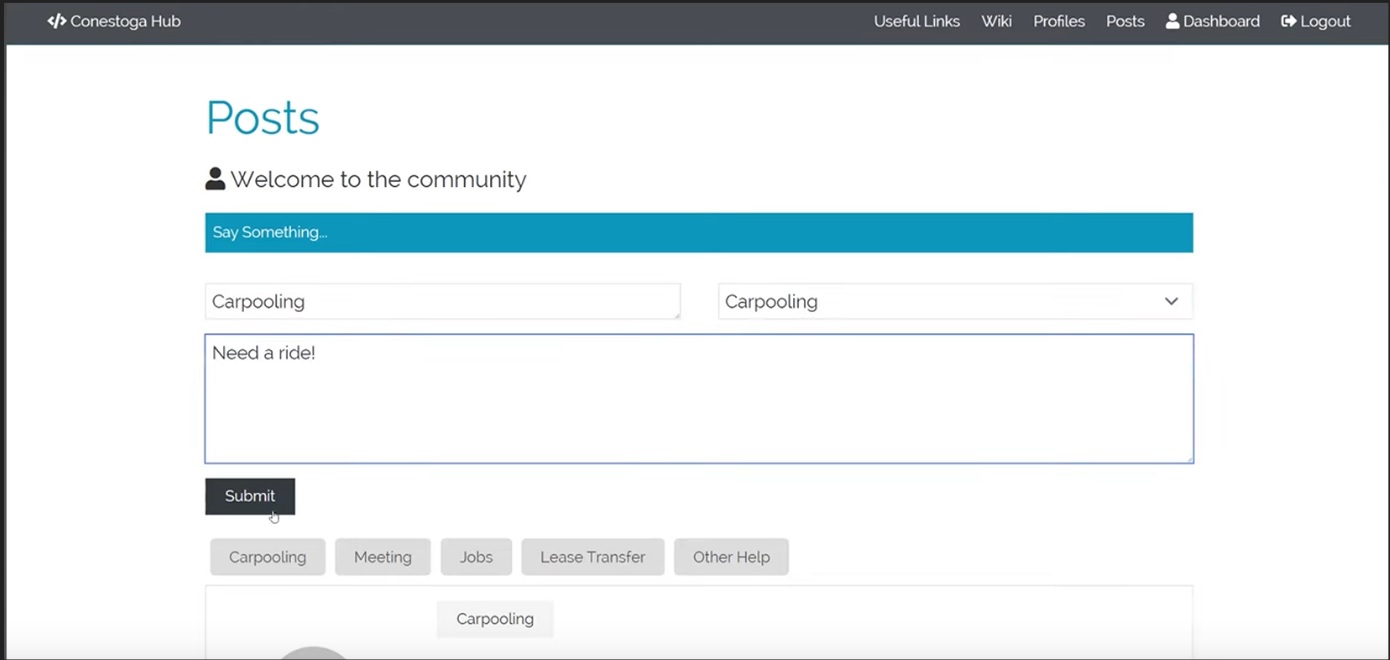 Conestoga Hub Useful Links Wiki Profiles Posts Dashboard Logout
Posts
Welcome to the community
Say Something...
Carpooling Carpooling
Need a ride!
Submit
Carpooling Meeting Jobs Lease Transfer Other Help
Carpooling